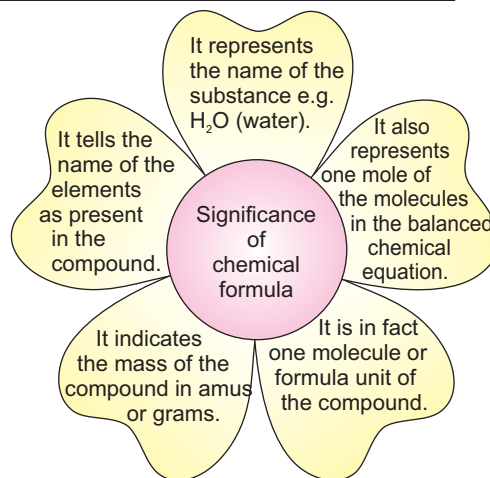 It represents
the name of the
substance e.g.
H₂O (water).
It also
represents
one mole of
the molecules
in the balanced
chemical
equation.
It is in fact
one molecule or
formula unit of
the compound.
It indicates
the mass of the
compound in amus
or grams.
It tells the
name of the
elements
as present
in the
compound.
Significance
of
chemical
formula